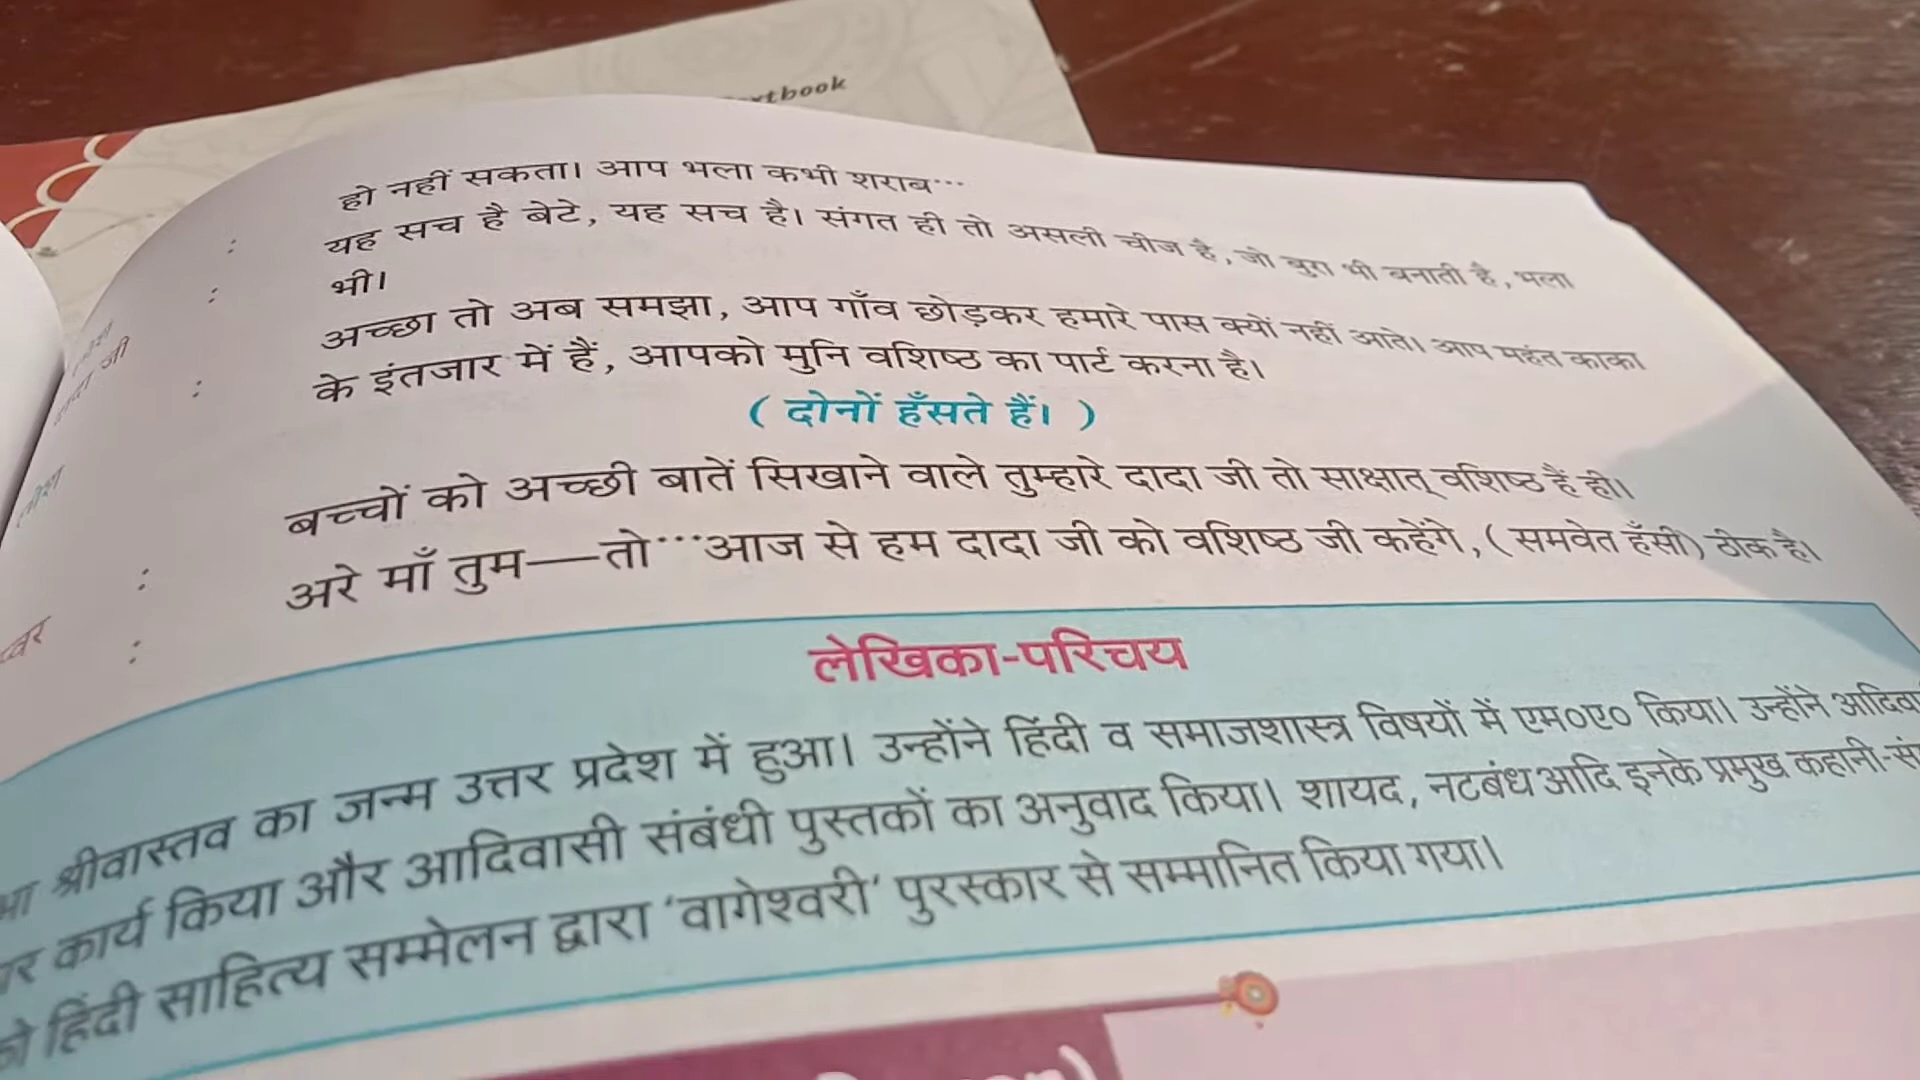 हो नहीं सकता। आप भला कभी शराब...
: यह सच है बेटे, यह सच है। संगत ही तो असली चीज है, जो बुरा भी बनाती है, भला
भी।
: अच्छा तो अब समझा, आप गाँव छोड़कर हमारे पास क्यों नहीं आते। आप महंत काका
के इंतजार में हैं, आपको मुनि वशिष्ठ का पार्ट करना है।
( दोनों हँसते हैं। )
: बच्चों को अच्छी बातें सिखाने वाले तुम्हारे दादा जी तो साक्षात् वशिष्ठ हैं ही।
: अरे माँ तुम—तो...आज से हम दादा जी को वशिष्ठ जी कहेंगे, ( समवेत हँसी) ठीक है।
लेखिका-परिचय
श्रीवास्तव का जन्म उत्तर प्रदेश में हुआ। उन्होंने हिंदी व समाजशास्त्र विषयों में एम०ए० किया। उन्होंने
कार्य किया और आदिवासी संबंधी पुस्तकों का अनुवाद किया। शायद, नटबंध आदि इनके प्रमुख कहानी-
हिंदी साहित्य सम्मेलन द्वारा 'वागेश्वरी' पुरस्कार से सम्मानित किया गया।